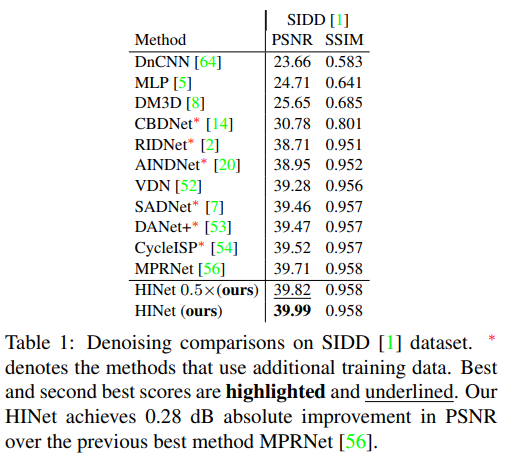 SIDD [1]
Method PSNR SSIM
DnCNN [64] 23.66 0.583
MLP [5] 24.71 0.641
DM3D [8] 25.65 0.685
CBDNet* [14] 30.78 0.801
RIDNet* [2] 38.71 0.951
AINDNet* [20] 38.95 0.952
VDN [52] 39.28 0.956
SADNet* [7] 39.46 0.957
DANet+* [53] 39.47 0.957
CycleISP* [54] 39.52 0.957
MPRNet [56] 39.71 0.958
HINet 0.5×(ours) 39.82 0.958
HINet (ours) 39.99 0.958
Table 1: Denoising comparisons on SIDD [1] dataset. *
denotes the methods that use additional training data. Best
and second best scores are highlighted and underlined. Our
HINet achieves 0.28 dB absolute improvement in PSNR
over the previous best method MPRNet [56].